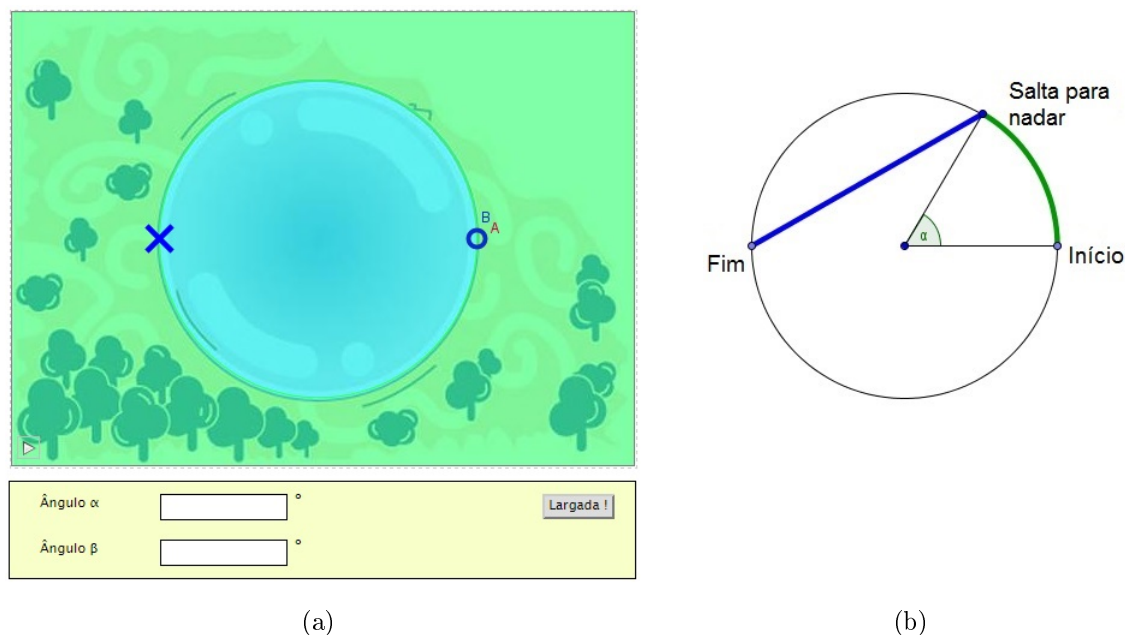 B
A
Ângulo α
°
Largada !
Ângulo β
°
(a)
Salta para
nadar
α
Fim
Início
(b)